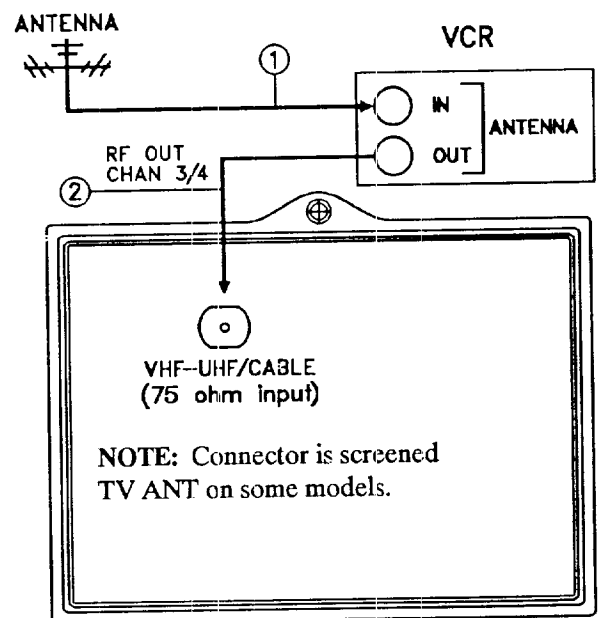 ANTENNA
VCR
1
IN
OUT
ANTENNA
RF OUT
CHAN 3/4
2
VHF-UHF/CABLE
(75 ohm input)
NOTE: Connector is screened
TV ANT on some models.